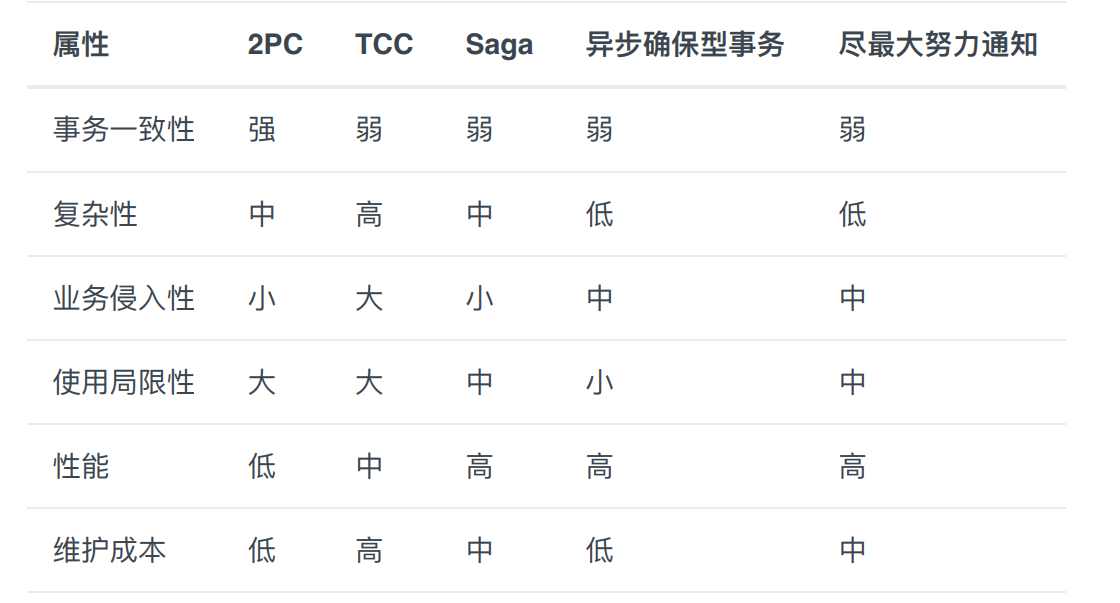 属性 2PC TCC Saga 异步确保型事务 尽最大努力通知
事务一致性 强 弱 弱 弱 弱
复杂性 中 高 中 低 低
业务侵入性 小 大 小 中 中
使用局限性 大 大 中 小 中
性能 低 中 高 高 高
维护成本 低 高 中 低 中